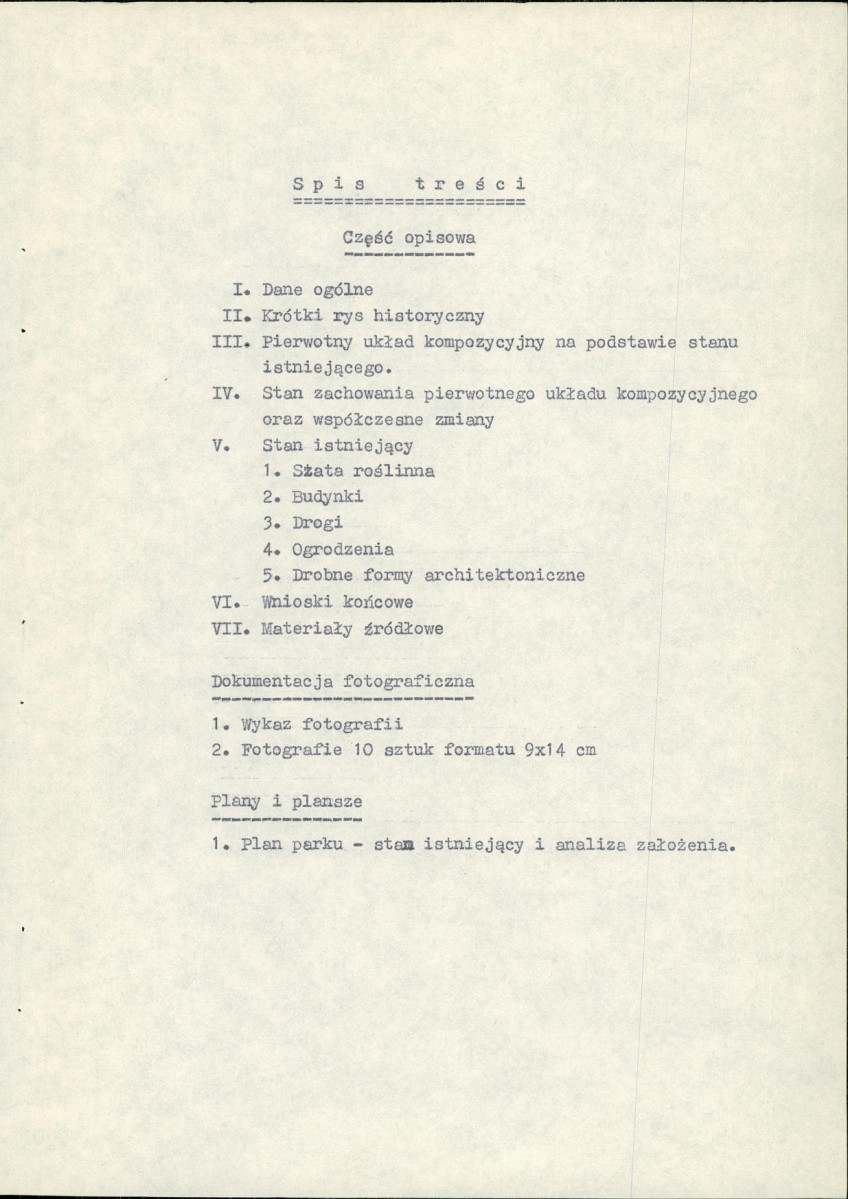 Spis treści
Część opisowa
I. Dane ogólne
II. Krótki rys historyczny
III. Pierwotny układ kompozycyjny na podstawie stanu
istniejącego.
IV. Stan zachowania pierwotnego układu kompozycyjnego
oraz współczesne zmiany
V. Stan istniejący
1. Szata roślinna
2. Budynki
3. Drogi
4. Ogrodzenia
5. Drobne formy architektoniczne
VI. Wnioski końcowe
VII. Materiały źródłowe
Dokumentacja fotograficzna
1. Wykaz fotografii
2. Fotografie 10 sztuk formatu 9x14 cm
Plany i plansze
1. Plan parku - stan istniejący i analiza założenia.